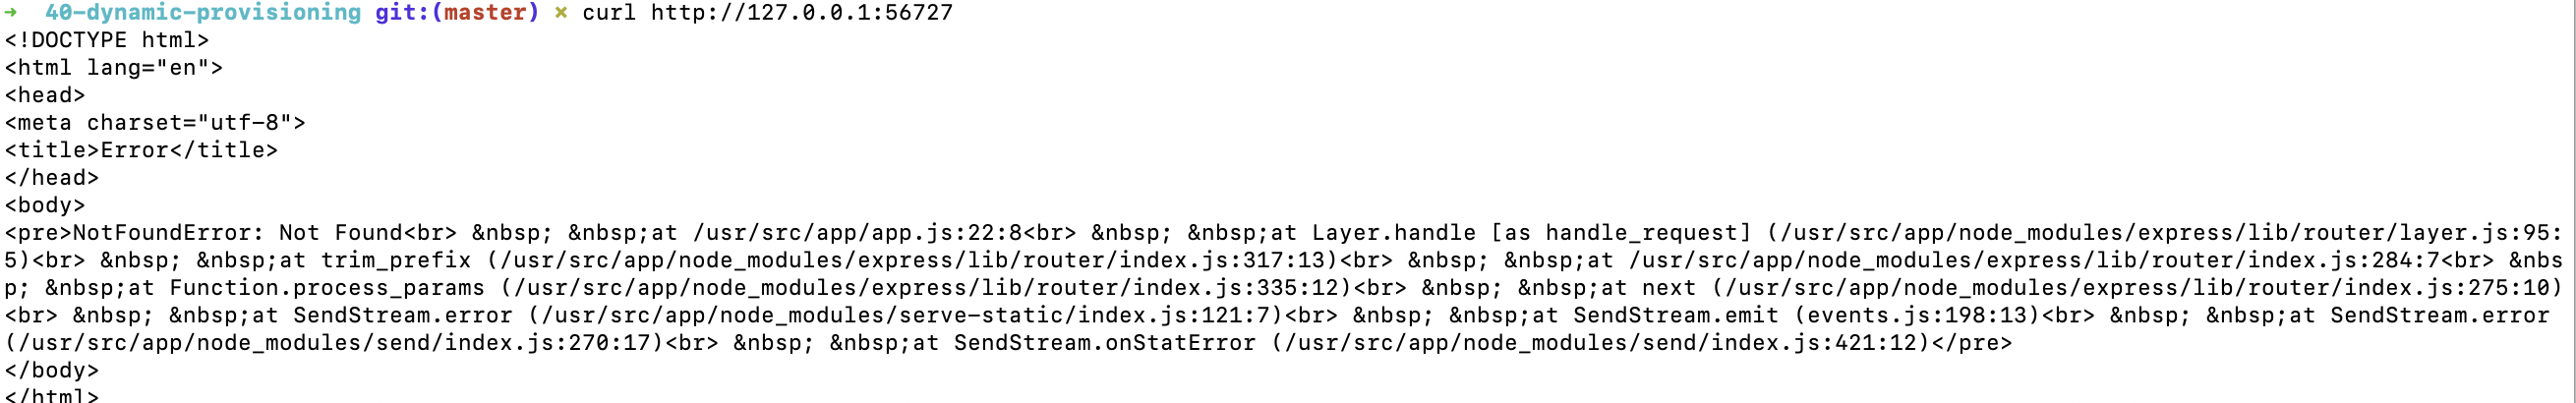 ➜  40-dynamic-provisioning git:(master) ✗ curl http://127.0.0.1:56727
<!DOCTYPE html>
<html lang="en">
<head>
<meta charset="utf-8">
<title>Error</title>
</head>
<body>
<pre>NotFoundError: Not Found<br> &nbsp; &nbsp;at /usr/src/app/app.js:22:8<br> &nbsp; &nbsp;at Layer.handle [as handle_request] (/usr/src/app/node_modules/express/lib/router/layer.js:95:
5)<br> &nbsp; &nbsp;at trim_prefix (/usr/src/app/node_modules/express/lib/router/index.js:317:13)<br> &nbsp; &nbsp;at /usr/src/app/node_modules/express/lib/router/index.js:284:7<br> &nbs
p; &nbsp;at Function.process_params (/usr/src/app/node_modules/express/lib/router/index.js:335:12)<br> &nbsp; &nbsp;at next (/usr/src/app/node_modules/express/lib/router/index.js:275:10)
<br> &nbsp; &nbsp;at SendStream.error (/usr/src/app/node_modules/serve-static/index.js:121:7)<br> &nbsp; &nbsp;at SendStream.emit (events.js:198:13)<br> &nbsp; &nbsp;at SendStream.error
(/usr/src/app/node_modules/send/index.js:270:17)<br> &nbsp; &nbsp;at SendStream.onStatError (/usr/src/app/node_modules/send/index.js:421:12)</pre>
</body>
</html>